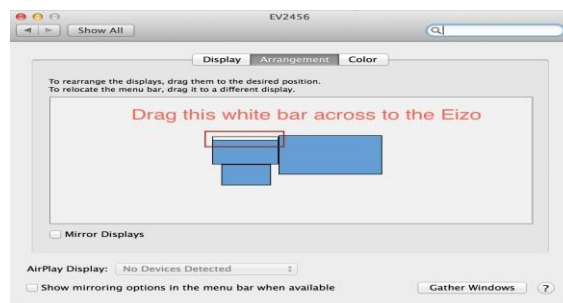 EV2456
Show All
Display Arrangement Color
To rearrange the displays, drag them to the desired position.
To relocate the menu bar, drag it to a different display.
Drag this white bar across to the Eizo
Mirror Displays
AirPlay Display: No Devices Detected
Show mirroring options in the menu bar when available Gather Windows ?